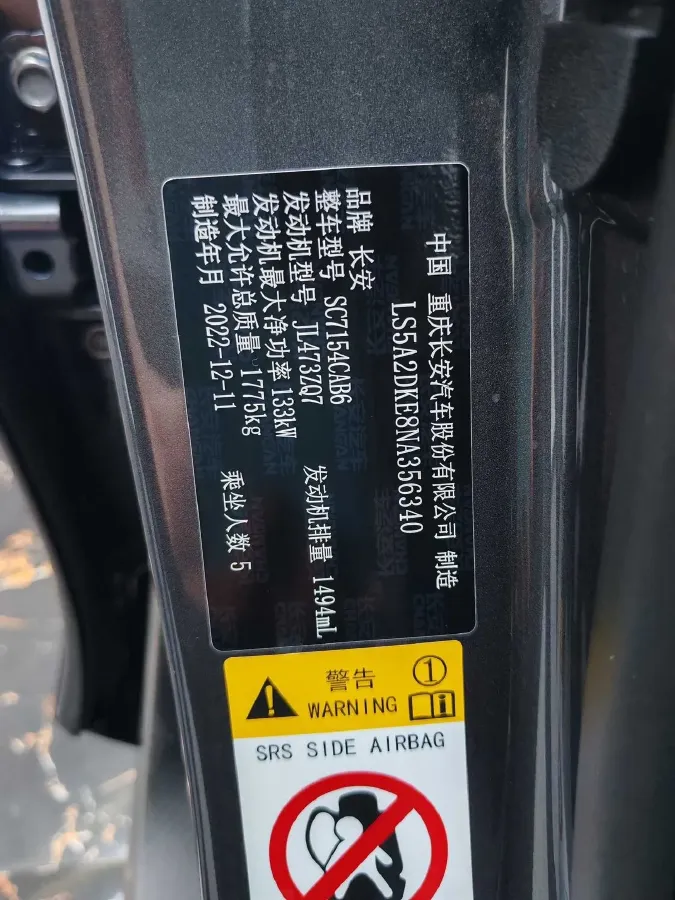 中国 重庆长安汽车股份有限公司 制造
LS5A2DKE8NA356340
品牌 长安
整车型号 SC7154CAB6
发动机型号 JL473ZQ7 发动机排量 1494mL
发动机最大净功率 133kW
最大允许总质量 1775kg 乘坐人数 5
制造年月 2022-12-11
警告 ①
WARNING
SRS SIDE AIRBAG